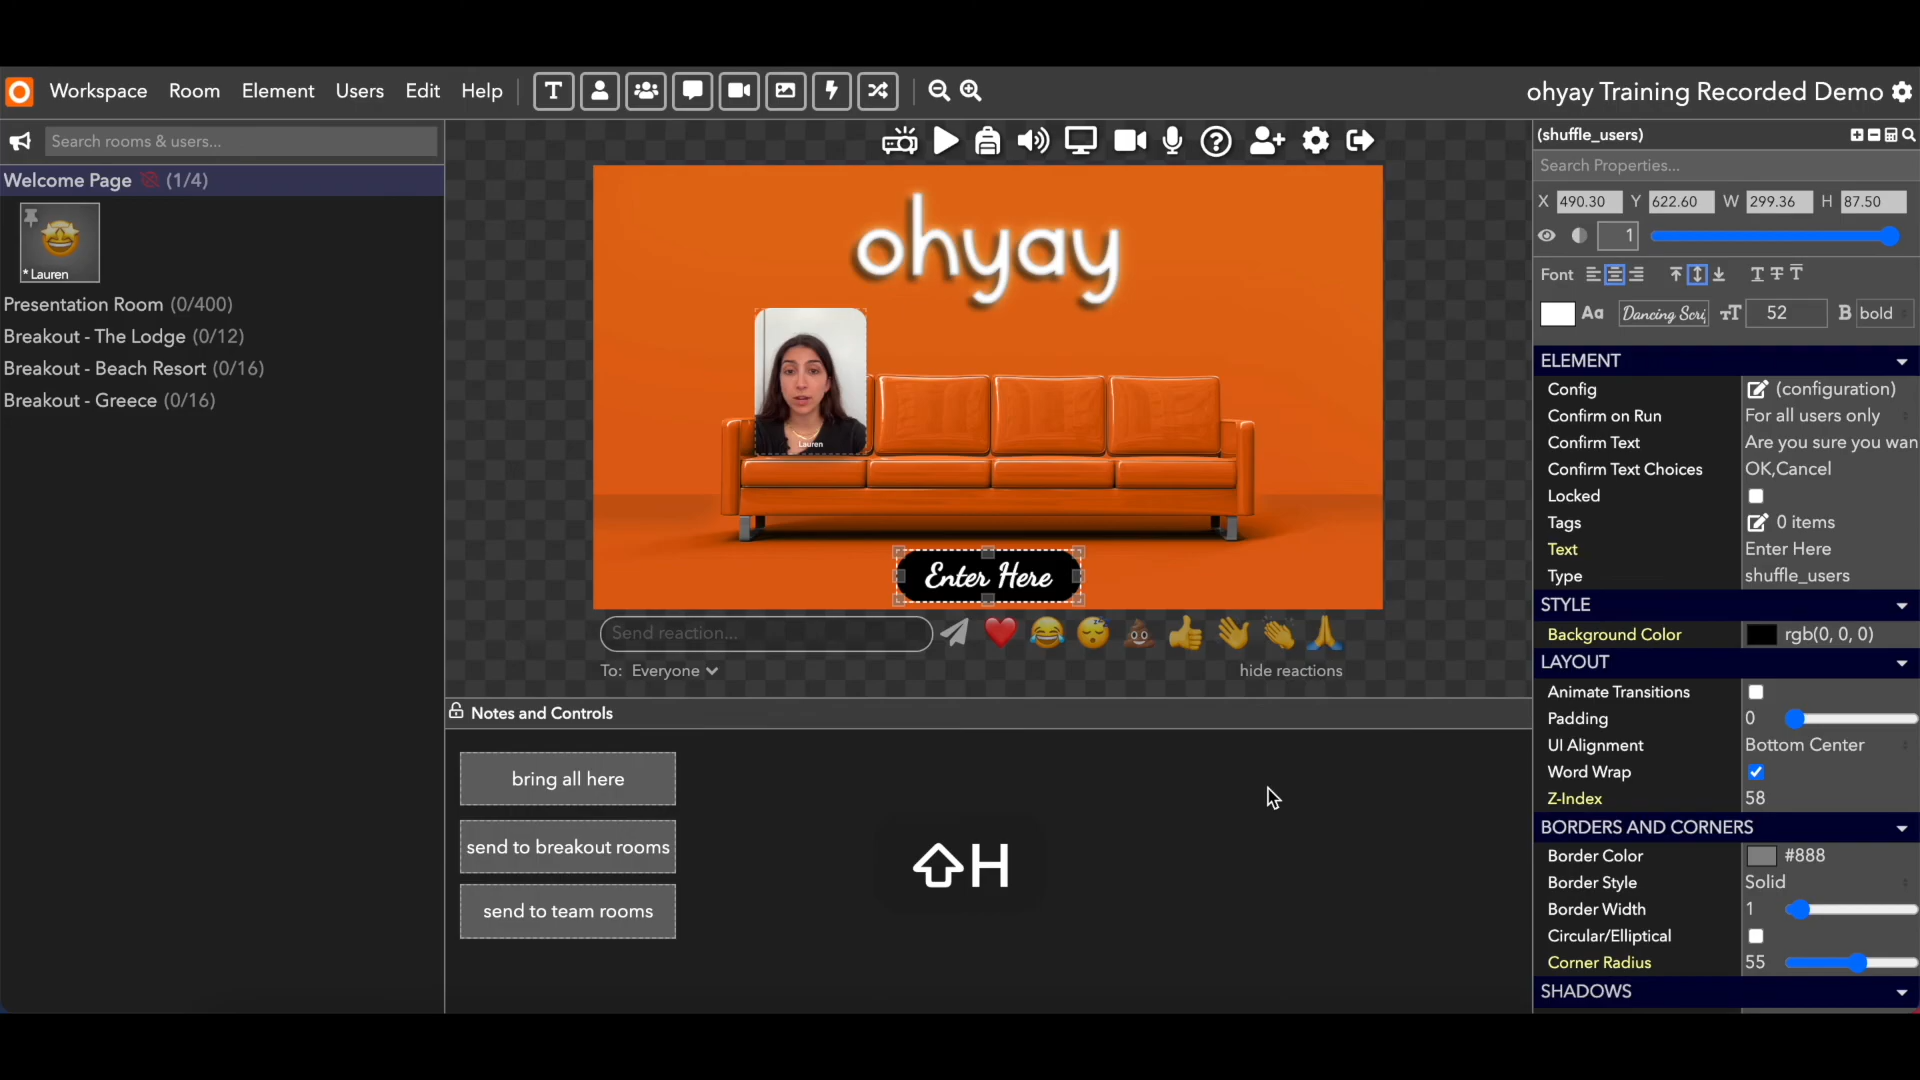 Workspace Room Element Users Edit Help
ohyay Training Recorded Demo
Search rooms & users...
Welcome Page (1/4)
* Lauren
Presentation Room (0/400)
Breakout - The Lodge (0/12)
Breakout - Beach Resort (0/16)
Breakout - Greece (0/16)
ohyay
Lauren
Enter Here
Send reaction...
To: Everyone
hide reactions
Notes and Controls
bring all here
send to breakout rooms
send to team rooms
⇧H
(shuffle_users)
Search Properties...
X 490.30 Y 622.60 W 299.36 H 87.50
1
Font
Aa Dancing Scri 52 B bold
ELEMENT
Config (configuration)
Confirm on Run For all users only
Confirm Text Are you sure you wan
Confirm Text Choices OK,Cancel
Locked
Tags 0 items
Text Enter Here
Type shuffle_users
STYLE
Background Color rgb(0, 0, 0)
LAYOUT
Animate Transitions
Padding 0
UI Alignment Bottom Center
Word Wrap
Z-Index 58
BORDERS AND CORNERS
Border Color #888
Border Style Solid
Border Width 1
Circular/Elliptical
Corner Radius 55
SHADOWS